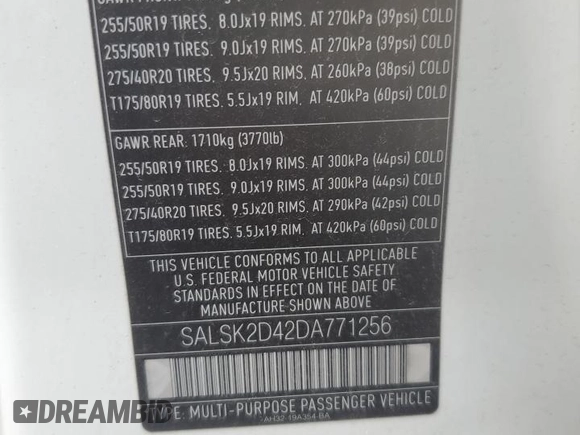 255/50R19 TIRES. 8.0Jx19 RIMS. AT 270kPa (39psi) COLD
255/50R19 TIRES. 9.0Jx19 RIMS. AT 270kPa (39psi) COLD
275/40R20 TIRES. 9.5Jx20 RIMS. AT 260kPa (38psi) COLD
T175/80R19 TIRES. 5.5Jx19 RIM, AT 420kPa (60psi) COLD
GAWR REAR: 1710kg (3770lb)
255/50R19 TIRES. 8.0Jx19 RIMS. AT 300kPa (44psi) COLD
255/50R19 TIRES. 9.0Jx19 RIMS. AT 300kPa (44psi) COLD
275/40R20 TIRES. 9.5Jx20 RIMS. AT 290kPa (42psi) COLD
T175/80R19 TIRES. 5.5Jx19 RIM, AT 420kPa (60psi) COLD
THIS VEHICLE CONFORMS TO ALL APPLICABLE
U.S. FEDERAL MOTOR VEHICLE SAFETY
STANDARDS IN EFFECT ON THE DATE OF
MANUFACTURE SHOWN ABOVE
SALSK2D42DA771256
TYPE: MULTI-PURPOSE PASSENGER VEHICLE
AH32-19A354-BA
DREAMBID